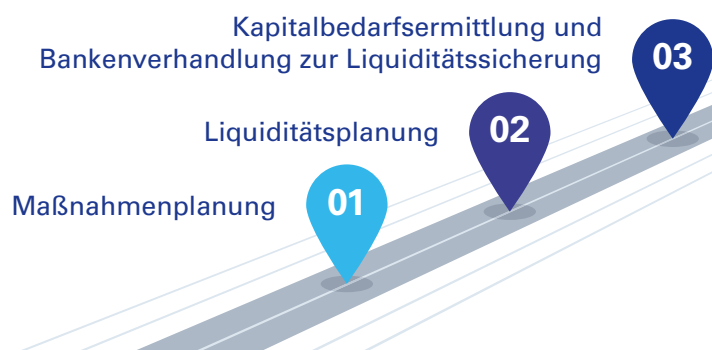 Kapitalbedarfsermittlung und
Bankenverhandlung zur Liquiditätssicherung
03
Liquiditätsplanung
02
Maßnahmenplanung
01